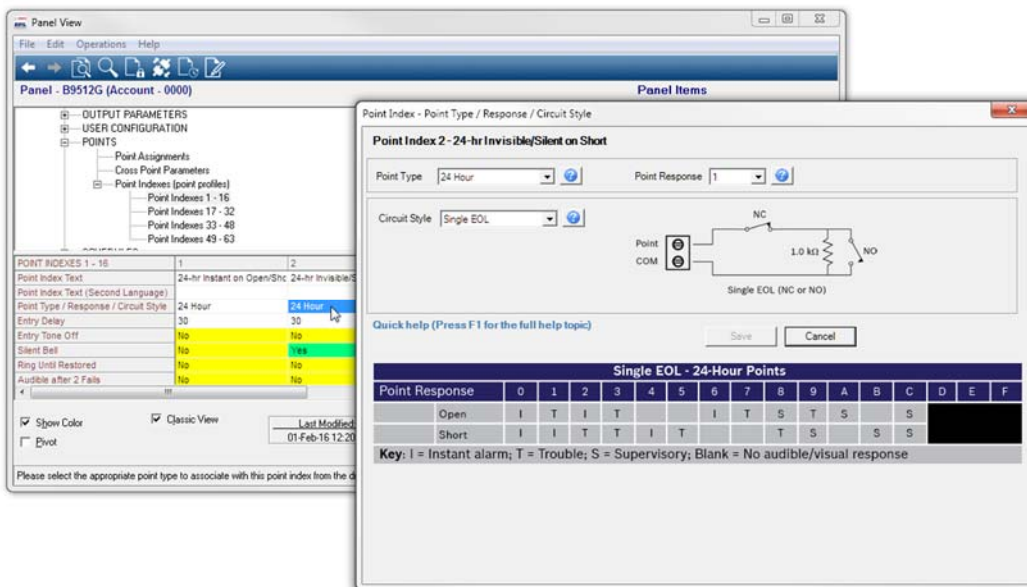 Panel View
File Edit Operations Help
Panel - B9512G (Account - 0000) Panel Items
OUTPUT PARAMETERS
USER CONFIGURATION
POINTS
Point Assignments
Cross Point Parameters
Point Indexes (point profiles)
Point Indexes 1 - 16
Point Indexes 17 - 32
Point Indexes 33 - 48
Point Indexes 49 - 63
POINT INDEXES 1 - 16 1 2
Point Index Text 24-hr Instant on Open/Shc 24-hr Invisible/S
Point Index Text (Second Language)
Point Type / Response / Circuit Style 24 Hour 24 Hour
Entry Delay 30 30
Entry Tone Off No No
Silent Bell No Yes
Ring Until Restored No No
Audible after 2 Fails No No
Show Color Classic View Last Modified:
Pivot 01-Feb-16 12:20
Please select the appropriate point type to associate with this point index from the d
Point Index - Point Type / Response / Circuit Style
Point Index 2 - 24-hr Invisible/Silent on Short
Point Type 24 Hour Point Response 1
Circuit Style Single EOL
NC
Point
COM
1.0 kΩ
NO
Single EOL (NC or NO)
Quick help (Press F1 for the full help topic)
Save Cancel
Single EOL - 24-Hour Points
Point Response 0 1 2 3 4 5 6 7 8 9 A B C D E F
Open I T I T I T S T S S
Short I I T T I T T S S S
Key: I = Instant alarm; T = Trouble; S = Supervisory; Blank = No audible/visual response